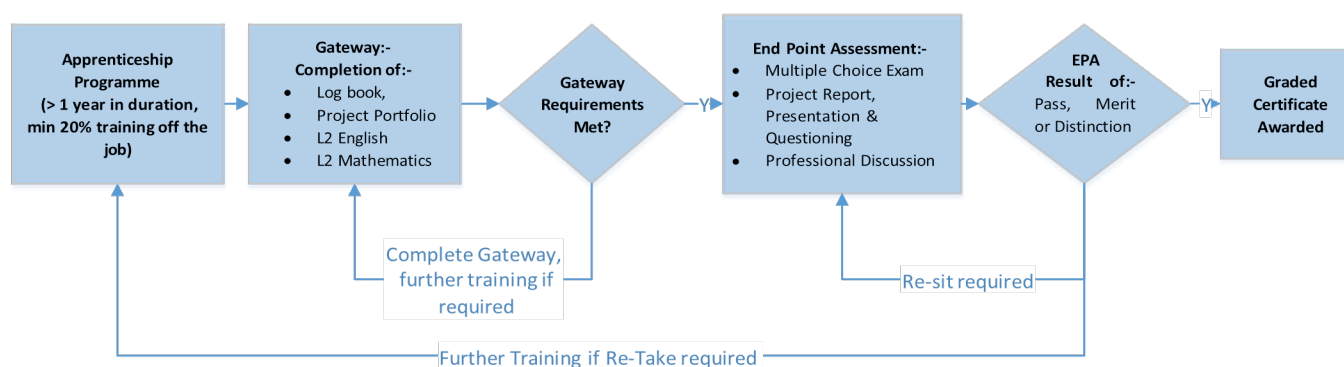 Apprenticeship
Programme
(> 1 year in duration,
min 20% training off the
job)
Gateway:-
Completion of:-
• Log book,
• Project Portfolio
• L2 English
• L2 Mathematics
Gateway
Requirements
Met?
Y
End Point Assessment:-
• Multiple Choice Exam
• Project Report,
Presentation &
Questioning
• Professional Discussion
EPA
Result of:-
Pass, Merit
or Distinction
Y
Graded
Certificate
Awarded
Complete Gateway,
further training if
required
Re-sit required
Further Training if Re-Take required